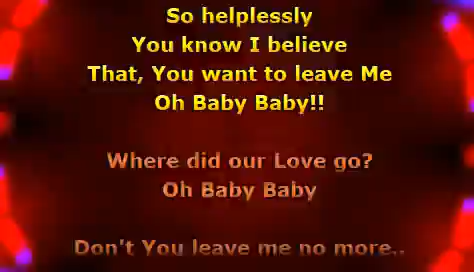 So helplessly
You know I believe
That, You want to leave Me
Oh Baby Baby!!
Where did our Love go?
Oh Baby Baby
Don't You leave me no more..